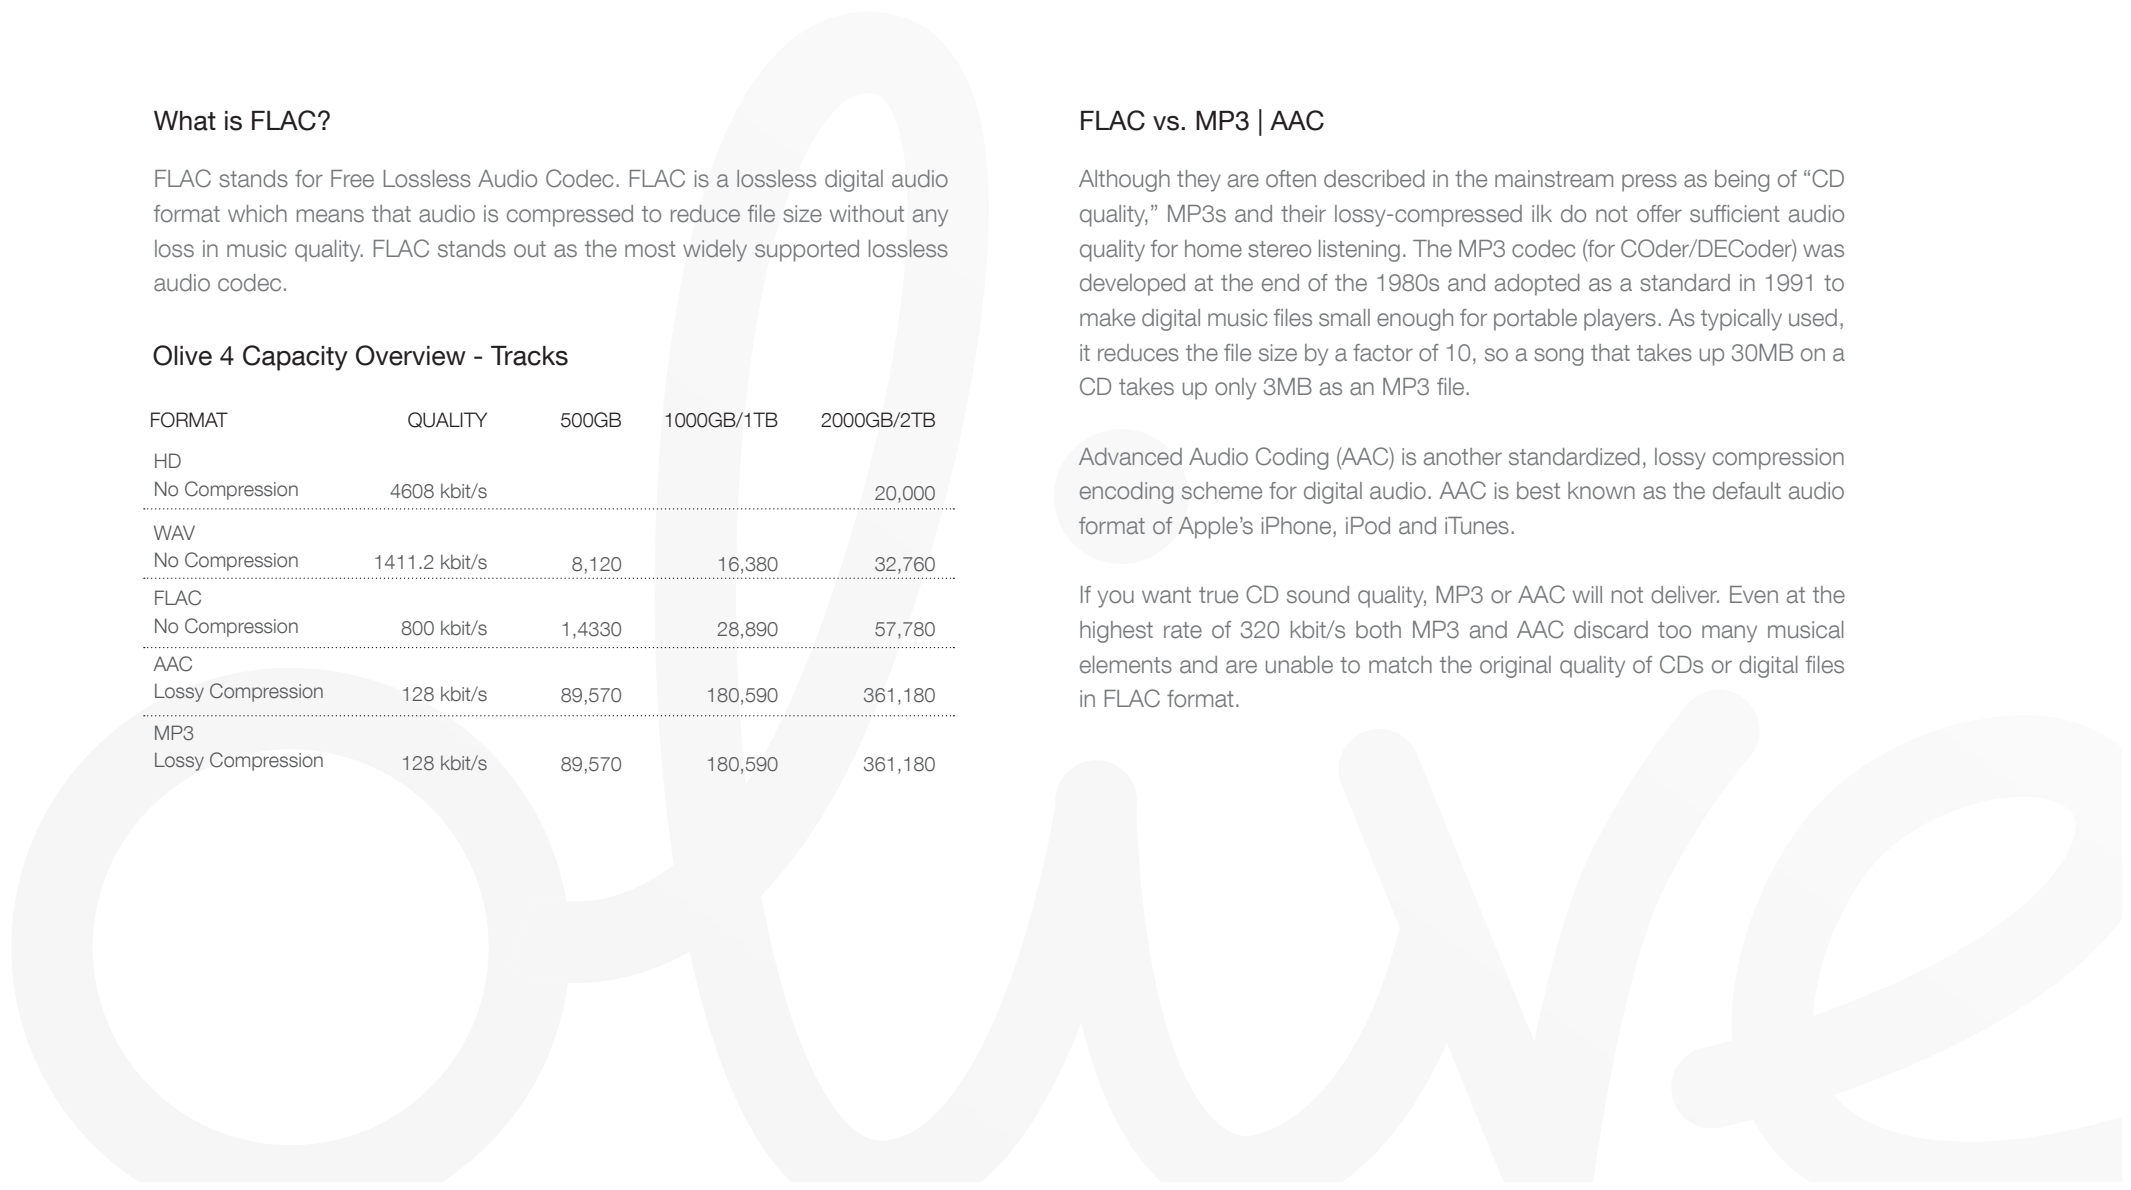 What is FLAC?
FLAC stands for Free Lossless Audio Codec. FLAC is a lossless digital audio
format which means that audio is compressed to reduce file size without any
loss in music quality. FLAC stands out as the most widely supported lossless
audio codec.
Olive 4 Capacity Overview - Tracks
FORMAT QUALITY 500GB 1000GB/1TB 2000GB/2TB
HD
No Compression 4608 kbit/s 20,000
WAV
No Compression 1411.2 kbit/s 8,120 16,380 32,760
FLAC
No Compression 800 kbit/s 1,4330 28,890 57,780
AAC
Lossy Compression 128 kbit/s 89,570 180,590 361,180
MP3
Lossy Compression 128 kbit/s 89,570 180,590 361,180
FLAC vs. MP3 | AAC
Although they are often described in the mainstream press as being of “CD
quality,” MP3s and their lossy-compressed ilk do not offer sufficient audio
quality for home stereo listening. The MP3 codec (for COder/DECoder) was
developed at the end of the 1980s and adopted as a standard in 1991 to
make digital music files small enough for portable players. As typically used,
it reduces the file size by a factor of 10, so a song that takes up 30MB on a
CD takes up only 3MB as an MP3 file.
Advanced Audio Coding (AAC) is another standardized, lossy compression
encoding scheme for digital audio. AAC is best known as the default audio
format of Apple’s iPhone, iPod and iTunes.
If you want true CD sound quality, MP3 or AAC will not deliver. Even at the
highest rate of 320 kbit/s both MP3 and AAC discard too many musical
elements and are unable to match the original quality of CDs or digital files
in FLAC format.
olive